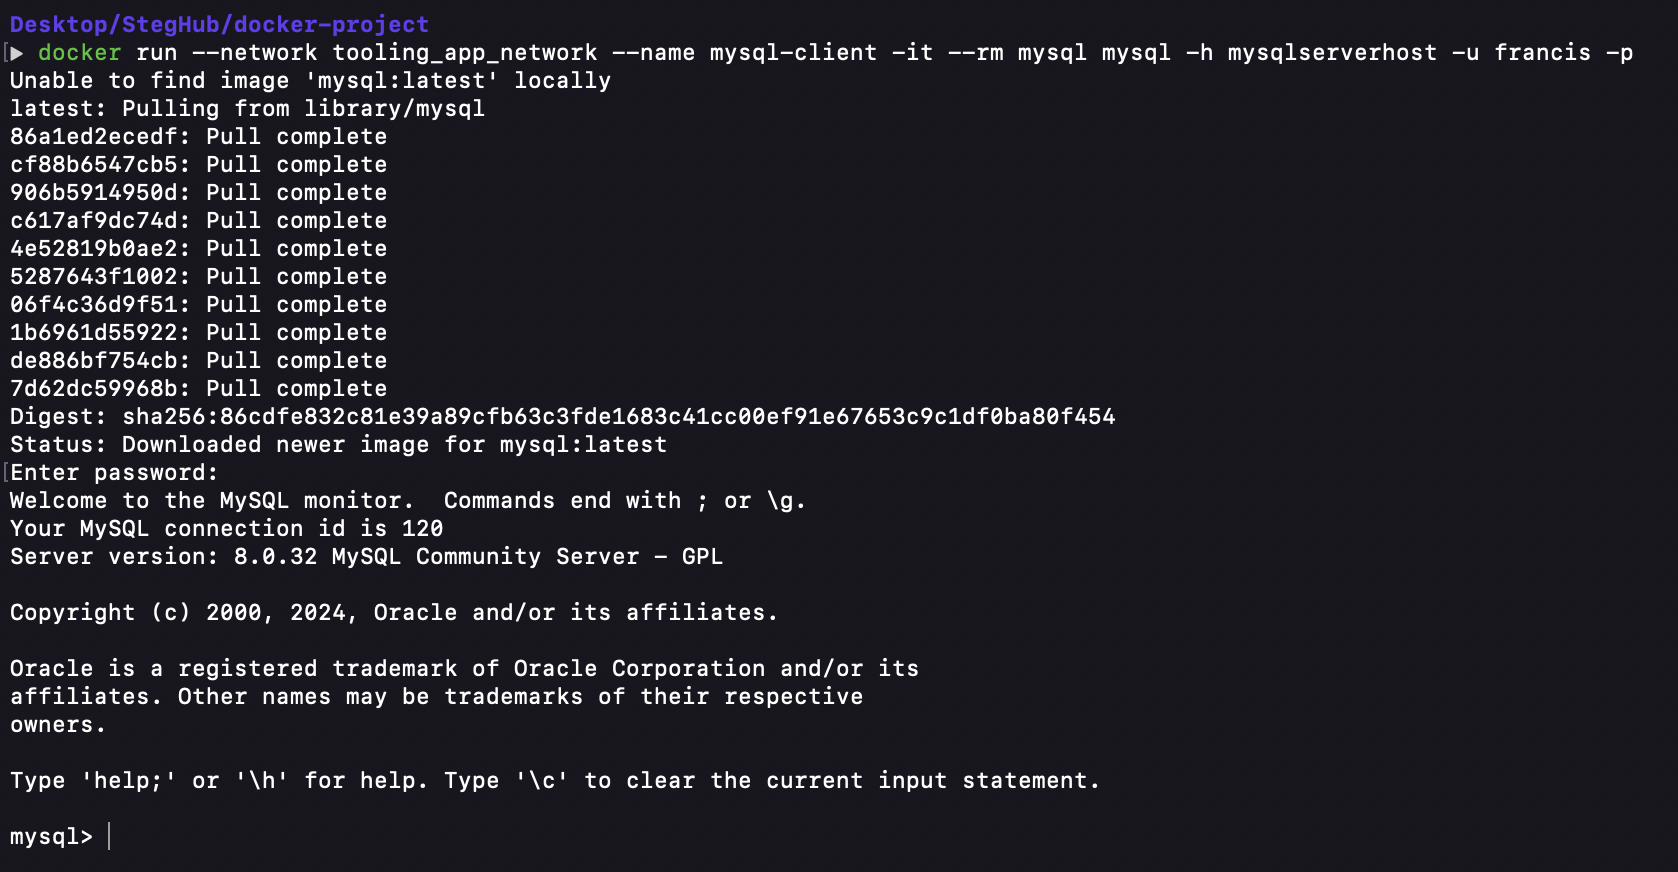 Desktop/StegHub/docker-project
▶ docker run --network tooling_app_network --name mysql-client -it --rm mysql mysql -h mysqlserverhost -u francis -p
Unable to find image 'mysql:latest' locally
latest: Pulling from library/mysql
86a1ed2ecedf: Pull complete
cf88b6547cb5: Pull complete
906b5914950d: Pull complete
c617af9dc74d: Pull complete
4e52819b0ae2: Pull complete
5287643f1002: Pull complete
06f4c36d9f51: Pull complete
1b6961d55922: Pull complete
de886bf754cb: Pull complete
7d62dc59968b: Pull complete
Digest: sha256:86cdfe832c81e39a89cfb63c3fde1683c41cc00ef91e67653c9c1df0ba80f454
Status: Downloaded newer image for mysql:latest
Enter password:
Welcome to the MySQL monitor.  Commands end with ; or \g.
Your MySQL connection id is 120
Server version: 8.0.32 MySQL Community Server - GPL
Copyright (c) 2000, 2024, Oracle and/or its affiliates.
Oracle is a registered trademark of Oracle Corporation and/or its
affiliates. Other names may be trademarks of their respective
owners.
Type 'help;' or '\h' for help. Type '\c' to clear the current input statement.
mysql>